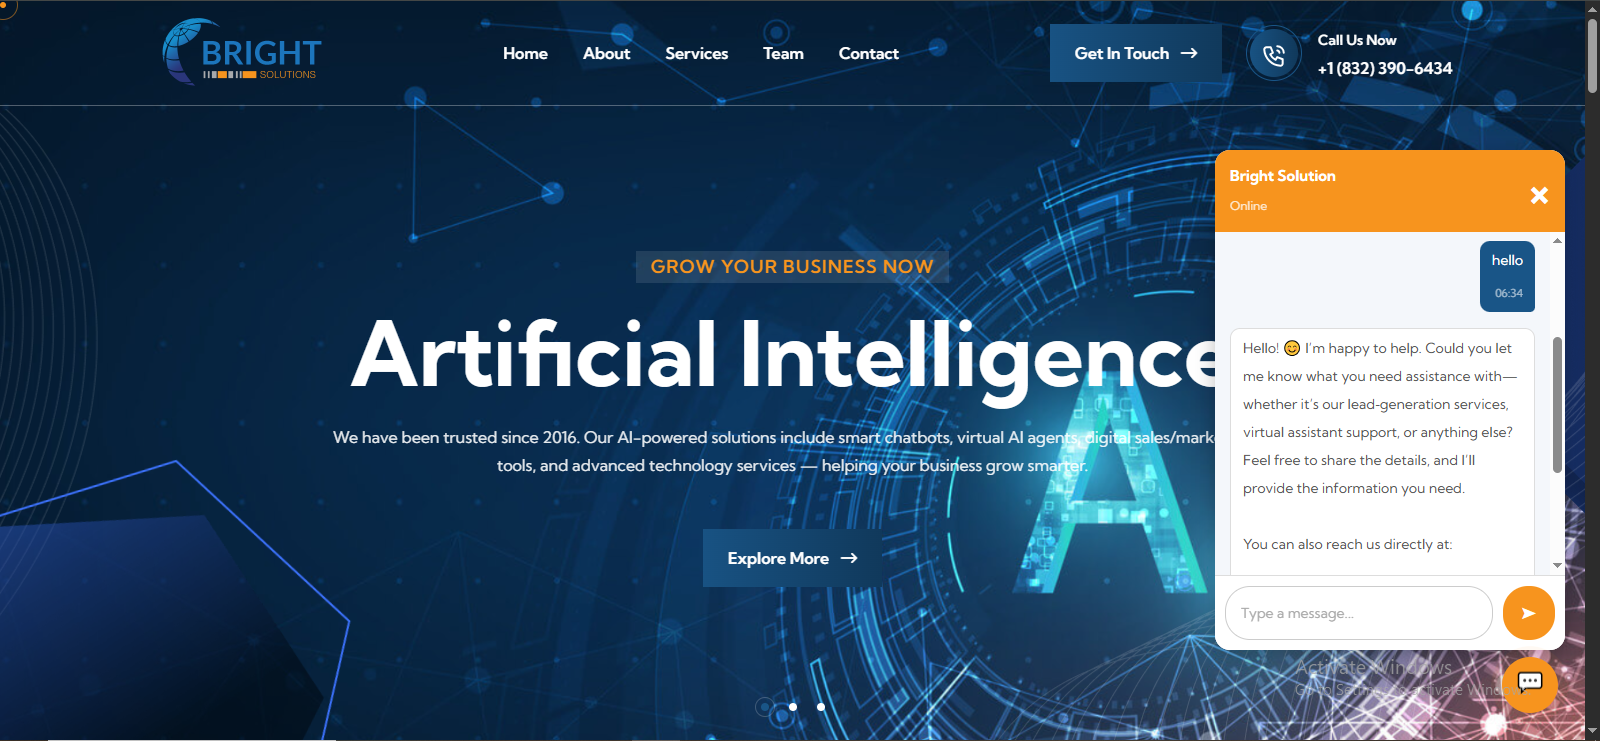 BRIGHT
SOLUTIONS
Home
About
Services
Team
Contact
Get In Touch →
Call Us Now
+1 (832) 390-6434
GROW YOUR BUSINESS NOW
Artificial Intelligence
We have been trusted since 2016. Our AI-powered solutions include smart chatbots, virtual AI agents, digital sales/mark
tools, and advanced technology services — helping your business grow smarter.
Explore More →
A
Bright Solution
Online
hello
06:34
Hello! 😊 I'm happy to help. Could you let
me know what you need assistance with—
whether it's our lead-generation services,
virtual assistant support, or anything else?
Feel free to share the details, and I'll
provide the information you need.
You can also reach us directly at:
Type a message...
Activate Windows
Go to Settings to activate Windows